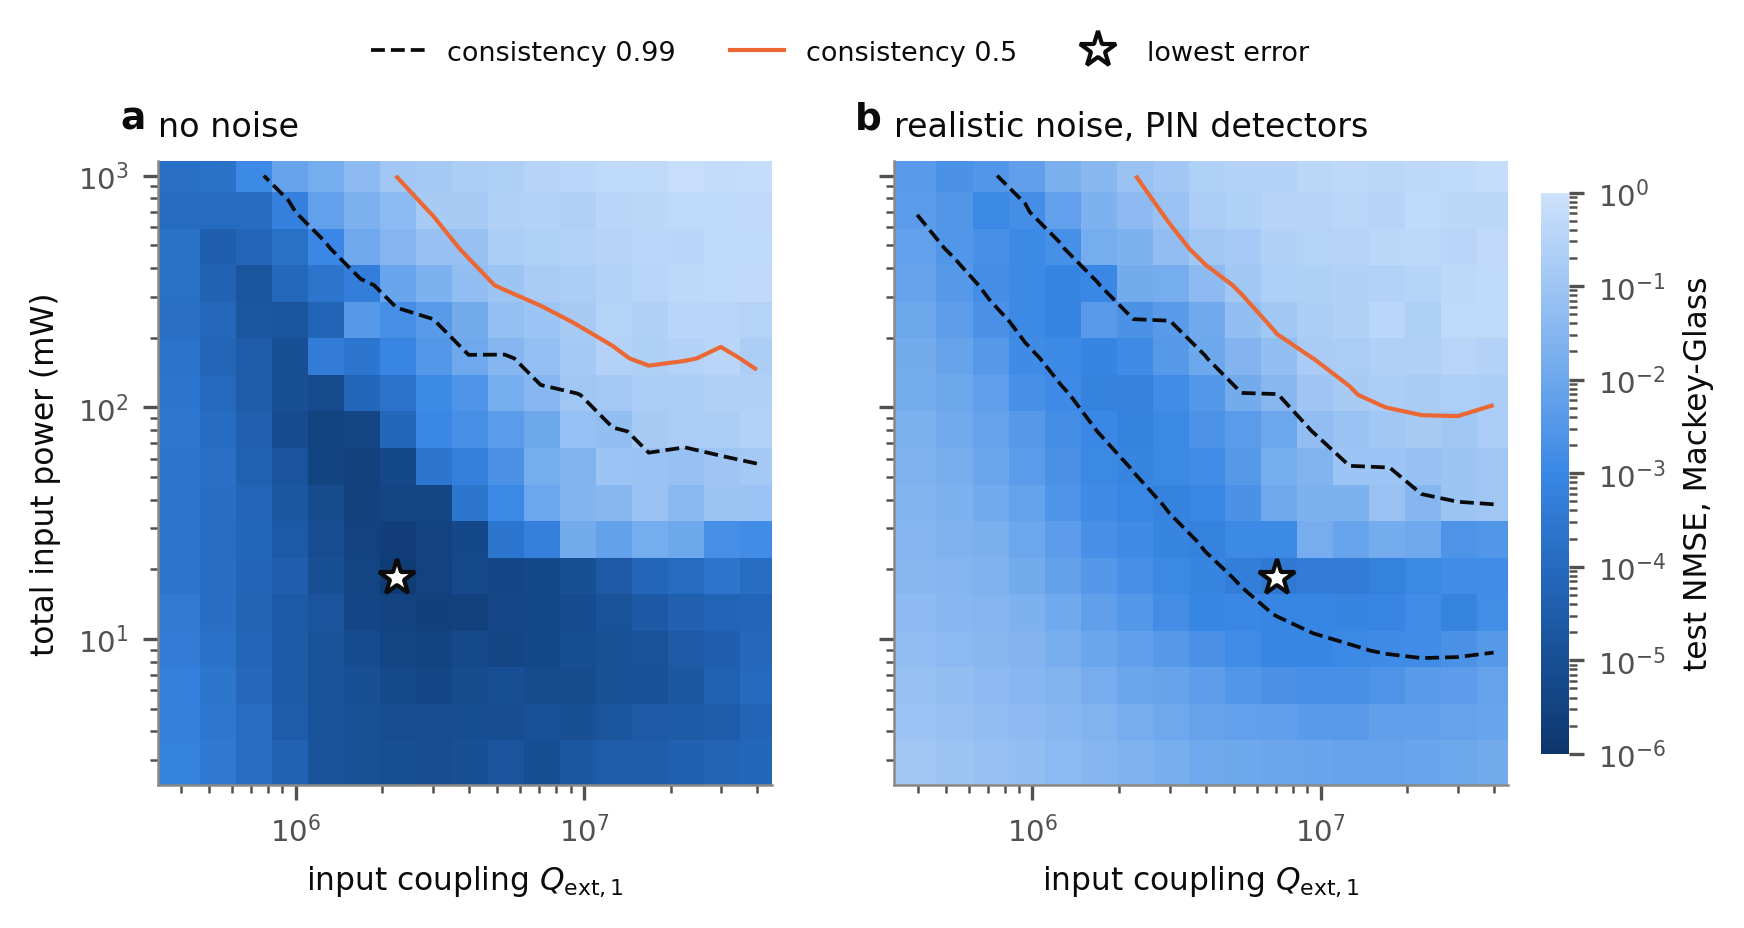 consistency 0.99 consistency 0.5 lowest error
a no noise
b realistic noise, PIN detectors
total input power (mW)
10³
10²
10¹
10⁶ 10⁷
input coupling Q_ext, 1
10⁶ 10⁷
input coupling Q_ext, 1
10⁰
10⁻¹
10⁻²
10⁻³
10⁻⁴
10⁻⁵
10⁻⁶
test NMSE, Mackey-Glass